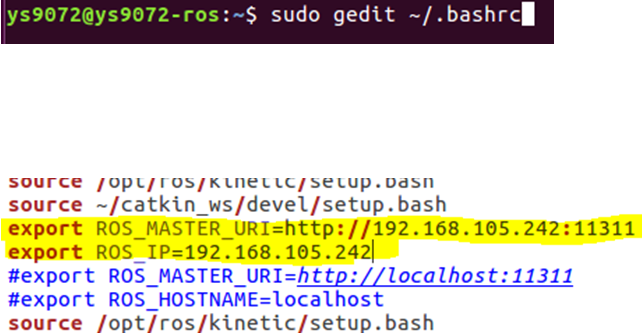 ys9072@ys9072-ros:~$ sudo gedit ~/.bashrc
source /opt/ros/kinetic/setup.bash
source ~/catkin_ws/devel/setup.bash
export ROS_MASTER_URI=http://192.168.105.242:11311
export ROS_IP=192.168.105.242
#export ROS_MASTER_URI=http://localhost:11311
#export ROS_HOSTNAME=localhost
source /opt/ros/kinetic/setup.bash